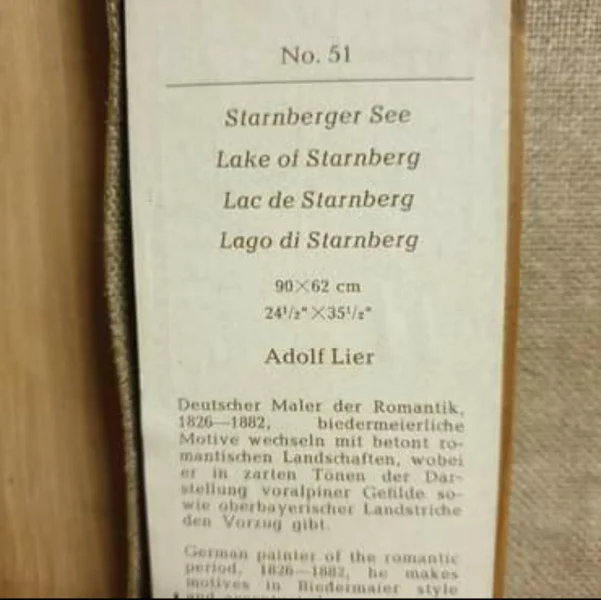 No. 51
Starnberger See
Lake of Starnberg
Lac de Starnberg
Lago di Starnberg
90×62 cm
24¹/₂"×35¹/₂"
Adolf Lier
Deutscher Maler der Romantik,
1826—1882, biedermeierliche
Motive wechseln mit betont ro-
mantischen Landschaften, wobei
er in zarten Tönen der Dar-
stellung voralpiner Gefilde so-
wie oberbayerischer Landstriche
den Vorzug gibt.
German painter of the romantic
period, 1826—1882, he makes
motives in Biedermaier style
and